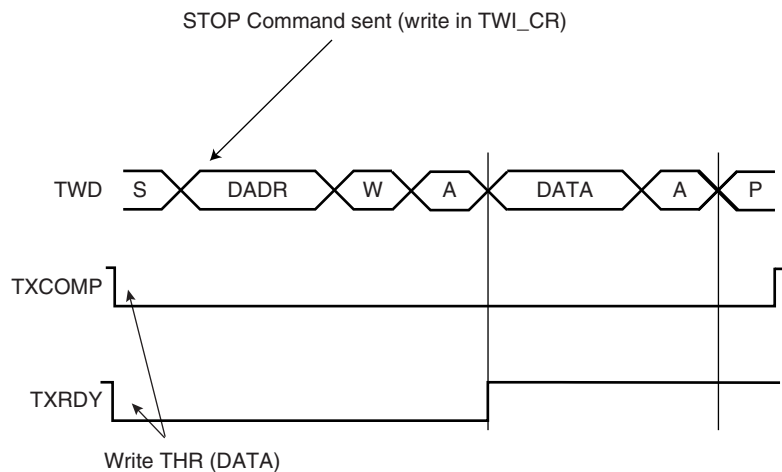 STOP Command sent (write in TWI_CR)
TWD S DADR W A DATA A P
TXCOMP
TXRDY
Write THR (DATA)